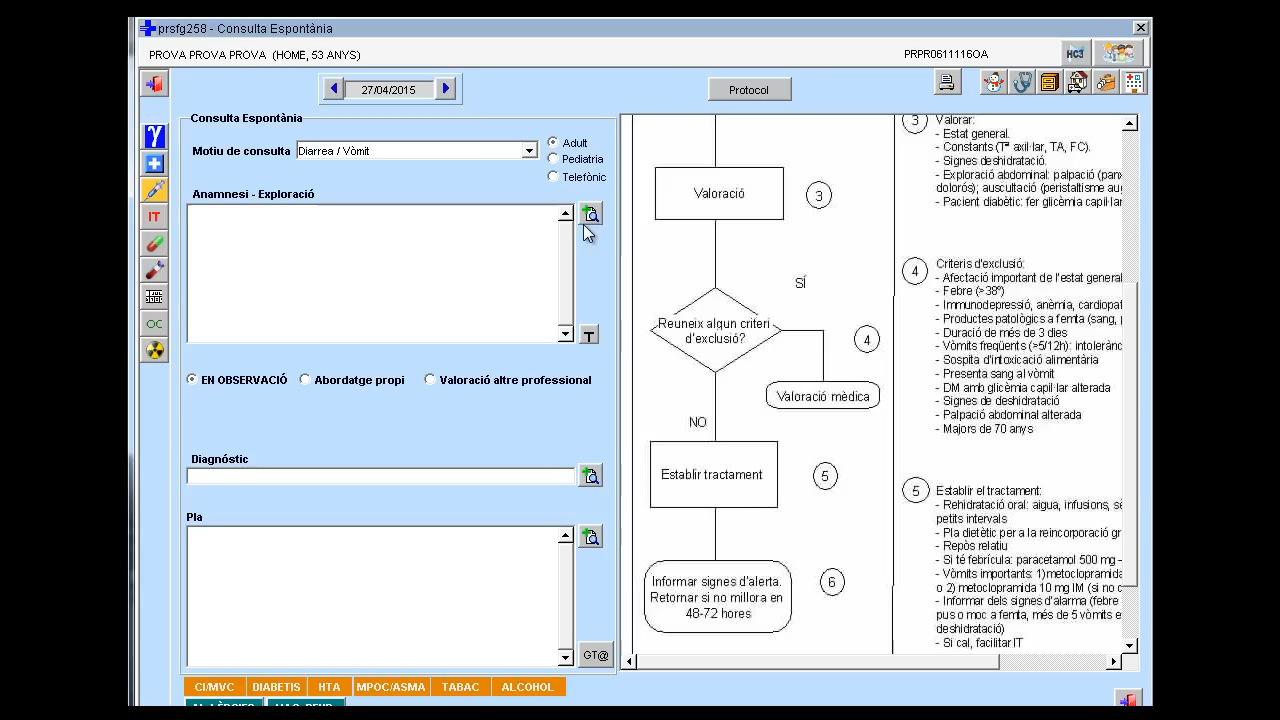 prsfg258 - Consulta Espontània
PROVA PROVA PROVA (HOME, 53 ANYS)
PRPR0611116OA
HC3
27/04/2015
Protocol
Consulta Espontània
Motiu de consulta
Diarrea / Vòmit
Adult
Pediatria
Telefònic
Anamnesi - Exploració
IT
OC
T
EN OBSERVACIÓ
Abordatge propi
Valoració altre professional
Diagnóstic
Pla
GT@
CI/MVC
DIABETIS
HTA
MPOC/ASMA
TABAC
ALCOHOL
Valoració
3
SÍ
Reuneix algun criteri
d'exclusió?
4
Valoració mèdica
NO
Establir tractament
5
Informar signes d'alerta.
Retornar si no millora en
48-72 hores
6
3
Valorar:
- Estat general.
- Constants (Tª axil·lar, TA, FC).
- Signes deshidratació.
- Exploració abdominal: palpació (pan
dolorós); auscultació (peristaltisme au
- Pacient diabètic: fer glicèmia capil·lar
4
Criteris d'exclusió:
- Afectació important de l'estat general
- Febre (>38º)
- Immunodepressió, anèmia, cardiopat
- Productes patològics a femta (sang,
- Duració de més de 3 dies
- Vòmits freqüents (>5/12h): intolerànc
- Sospita d'intoxicació alimentària
- Presenta sang al vòmit
- DM amb glicèmia capil·lar alterada
- Signes de deshidratació
- Palpació abdominal alterada
- Majors de 70 anys
5
Establir el tractament:
- Rehidratació oral: aigua, infusions,
petits intervals
- Pla dietètic per a la reincorporació gr
- Repòs relatiu
- Si té febrícula: paracetamol 500 mg -
- Vòmits importants: 1)metoclopramida
o 2) metoclopramida 10 mg IM (si no
- Informar dels signes d'alarma (febre
pus o moc a femta, més de 5 vòmits e
deshidratació)
- Si cal, facilitar IT